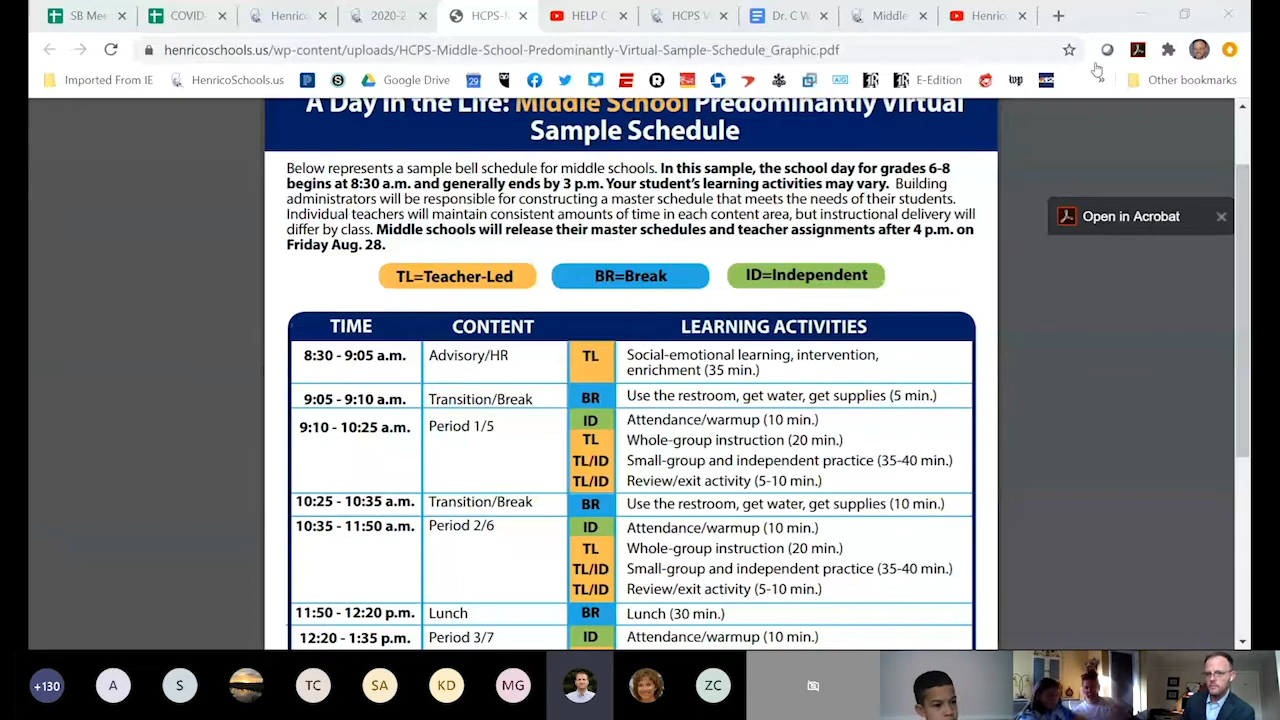 SB Mee
COVID-
Henrico
2020-2
HCPS-M
HELP C
HCPS V
Dr. C W
Middle
Henric
henricoschools.us/wp-content/uploads/HCPS-Middle-School-Predominantly-Virtual-Sample-Schedule_Graphic.pdf
Imported From IE
HenricoSchools.us
Google Drive
29
E-Edition
wp
Other bookmarks
A Day in the Life: Middle School Predominantly Virtual
Sample Schedule
Below represents a sample bell schedule for middle schools. In this sample, the school day for grades 6-8
begins at 8:30 a.m. and generally ends by 3 p.m. Your student's learning activities may vary. Building
administrators will be responsible for constructing a master schedule that meets the needs of their students.
Individual teachers will maintain consistent amounts of time in each content area, but instructional delivery will
differ by class. Middle schools will release their master schedules and teacher assignments after 4 p.m. on
Friday Aug. 28.
Open in Acrobat
TL=Teacher-Led
BR=Break
ID=Independent
TIME CONTENT LEARNING ACTIVITIES
8:30 - 9:05 a.m. Advisory/HR TL Social-emotional learning, intervention,
enrichment (35 min.)
9:05 - 9:10 a.m. Transition/Break BR Use the restroom, get water, get supplies (5 min.)
9:10 - 10:25 a.m. Period 1/5 ID Attendance/warmup (10 min.)
TL Whole-group instruction (20 min.)
TL/ID Small-group and independent practice (35-40 min.)
TL/ID Review/exit activity (5-10 min.)
10:25 - 10:35 a.m. Transition/Break BR Use the restroom, get water, get supplies (10 min.)
10:35 - 11:50 a.m. Period 2/6 ID Attendance/warmup (10 min.)
TL Whole-group instruction (20 min.)
TL/ID Small-group and independent practice (35-40 min.)
TL/ID Review/exit activity (5-10 min.)
11:50 - 12:20 p.m. Lunch BR Lunch (30 min.)
12:20 - 1:35 p.m. Period 3/7 ID Attendance/warmup (10 min.)
+130
A
S
TC
SA
KD
MG
ZC